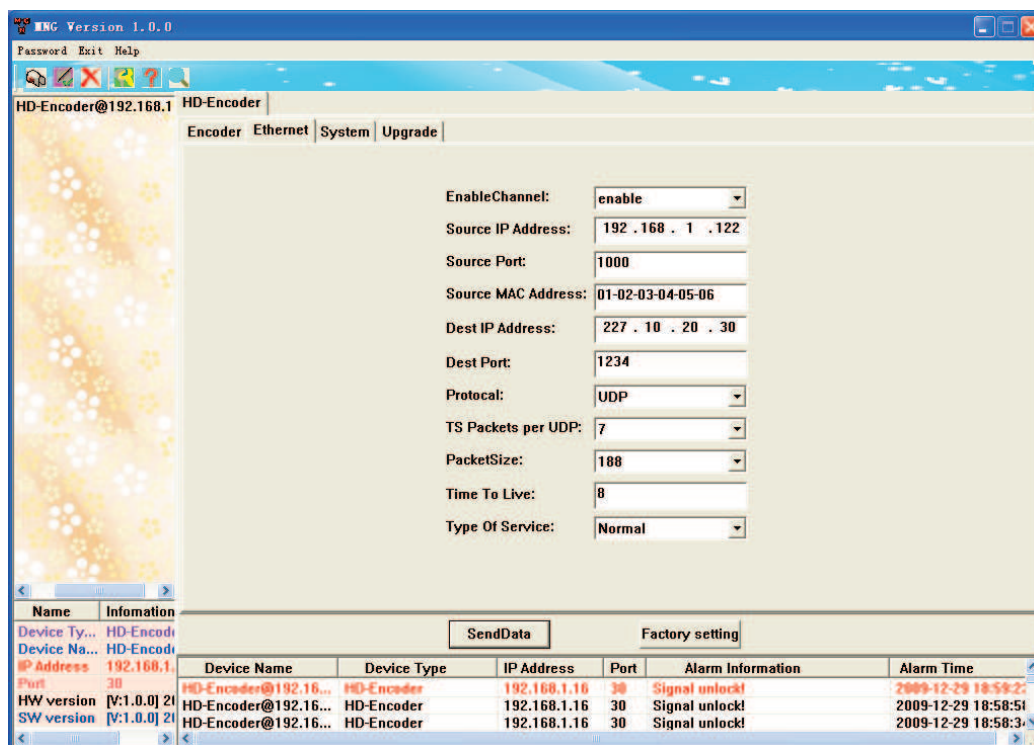 MNG Version 1.0.0
Password Exit Help
HD-Encoder@192.168.1
HD-Encoder
Encoder Ethernet System Upgrade
EnableChannel: enable
Source IP Address: 192 .168 . 1 .122
Source Port: 1000
Source MAC Address: 01-02-03-04-05-06
Dest IP Address: 227 . 10 . 20 . 30
Dest Port: 1234
Protocal: UDP
TS Packets per UDP: 7
PacketSize: 188
Time To Live: 8
Type Of Service: Normal
SendData Factory setting
Name Infomation
Device Ty... HD-Encod
Device Na... HD-Encod
IP Address 192.168.1.
Port 30
HW version [V:1.0.0] 2
SW version [V:1.0.0] 2
Device Name Device Type IP Address Port Alarm Information Alarm Time
HD-Encoder@192.16... HD-Encoder 192.168.1.16 30 Signal unlock! 2009-12-29 18:59:2
HD-Encoder@192.16... HD-Encoder 192.168.1.16 30 Signal unlock! 2009-12-29 18:58:5
HD-Encoder@192.16... HD-Encoder 192.168.1.16 30 Signal unlock! 2009-12-29 18:58:3